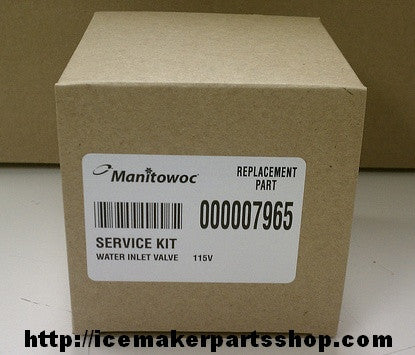 Manitowoc
REPLACEMENT
PART
000007965
SERVICE KIT
WATER INLET VALVE 115V
http://icemakerpartsshop.com